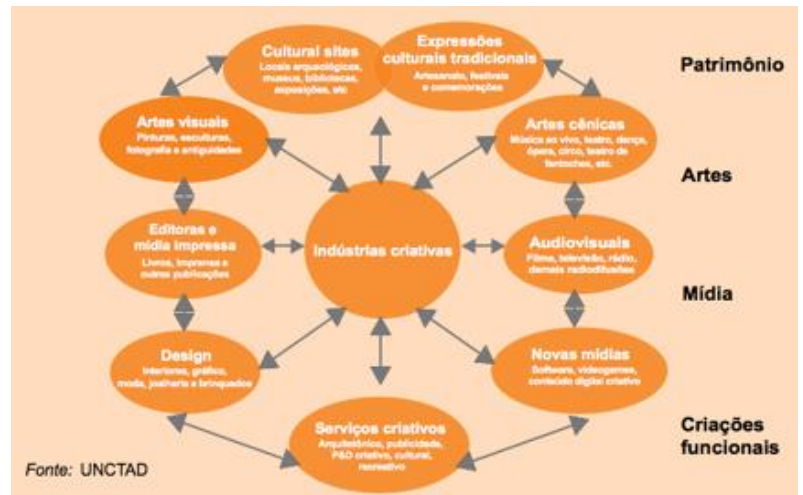 Cultural sites
Locais arqueológicos,
museus, bibliotecas,
exposições, etc
Expressões
culturais tradicionais
Artesanato, festivais
e comemorações
Patrimônio
Artes visuais
Pinturas, esculturas,
fotografia e antiguidades
Artes cênicas
Música ao vivo, teatro, dança,
ópera, circo, teatro de
fantoches, etc.
Artes
Editoras e
mídia impressa
Livros, imprensa e
outras publicações
Indústrias criativas
Audiovisuais
Filme, televisão, rádio,
demais radiodifusões
Mídia
Design
Interiores, gráfico,
moda, joalheria e brinquedos
Novas mídias
Software, videogames,
conteúdo digital criativo
Serviços criativos
Arquitetônico, publicidade,
P&D criativo, cultural,
recreativo
Criações
funcionais
Fonte: UNCTAD